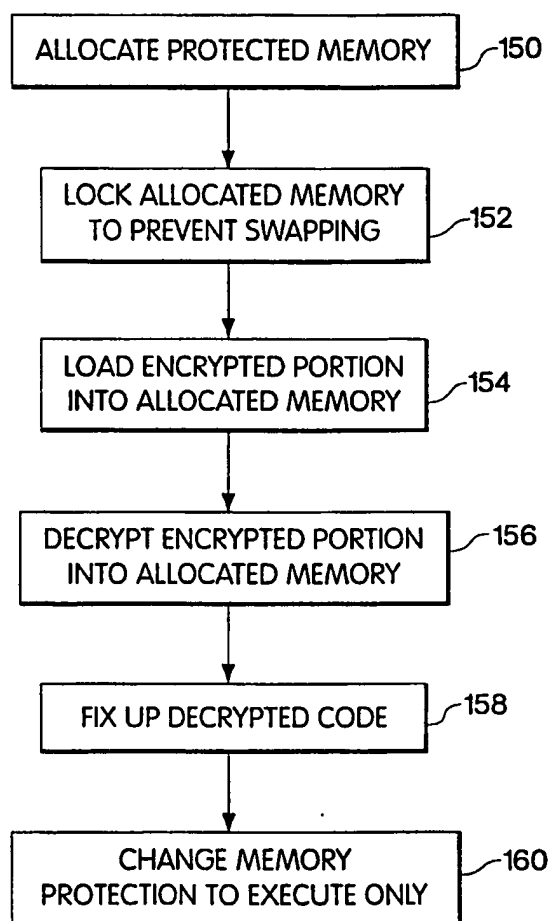 ALLOCATE PROTECTED MEMORY
150
LOCK ALLOCATED MEMORY
TO PREVENT SWAPPING
152
LOAD ENCRYPTED PORTION
INTO ALLOCATED MEMORY
154
DECRYPT ENCRYPTED PORTION
INTO ALLOCATED MEMORY
156
FIX UP DECRYPTED CODE
158
CHANGE MEMORY
PROTECTION TO EXECUTE ONLY
160